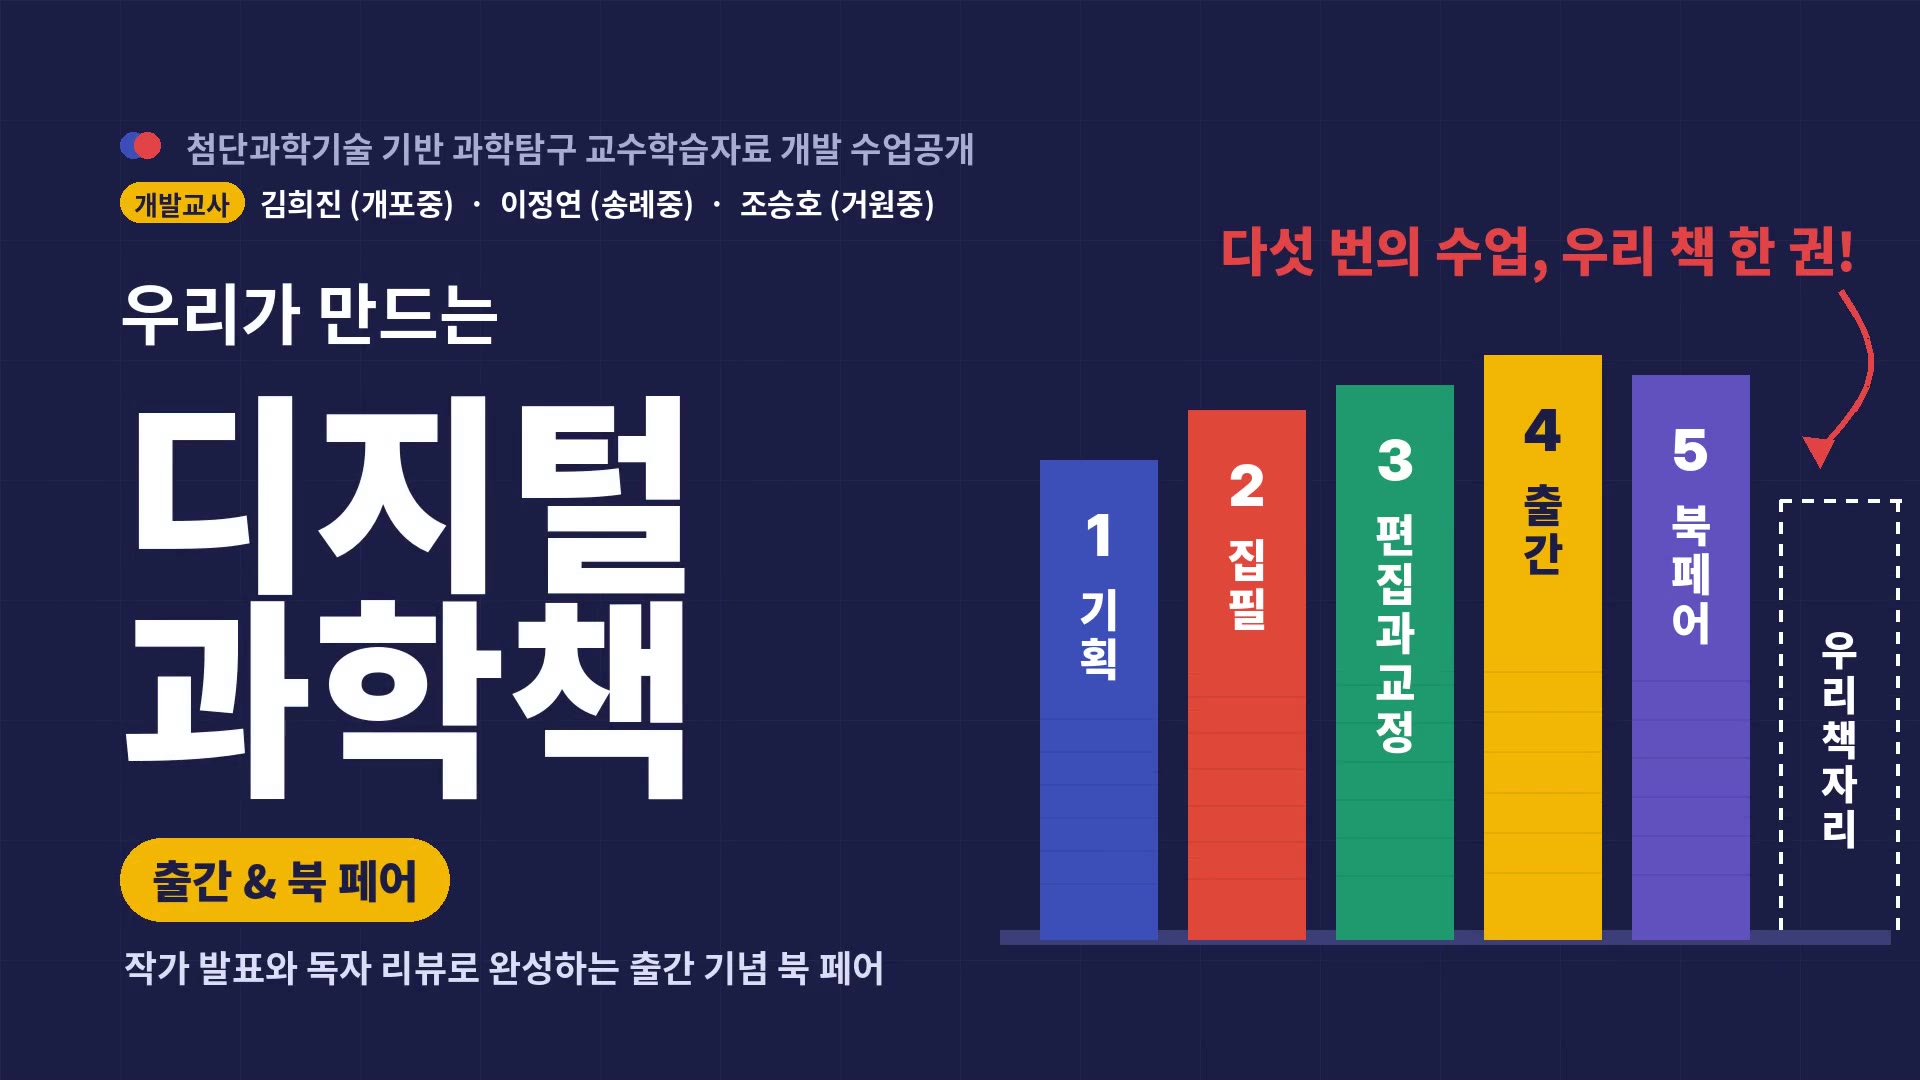 첨단과학기술 기반 과학탐구 교수학습자료 개발 수업공개
개발교사 김희진 (개포중) · 이정연 (송례중) · 조승호 (거원중)
우리가 만드는
디지털
과학책
출간 & 북 페어
작가 발표와 독자 리뷰로 완성하는 출간 기념 북 페어
다섯 번의 수업, 우리 책 한 권!
1 기획
2 집필
3 편집과교정
4 출간
5 북페어
우리책자리